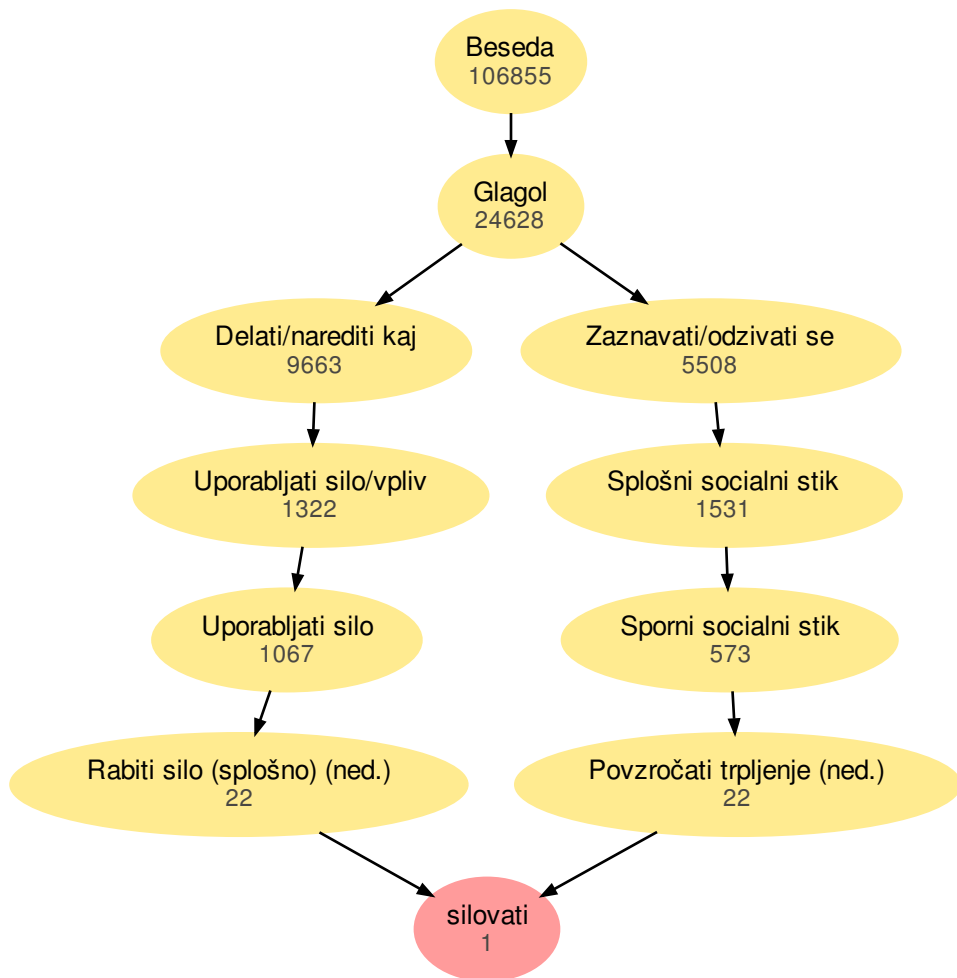 Beseda
106855
Glagol
24628
Delati/narediti kaj
9663
Zaznavati/odzivati se
5508
Uporabljati silo/vpliv
1322
Splošni socialni stik
1531
Uporabljati silo
1067
Sporni socialni stik
573
Rabiti silo (splošno) (ned.)
22
Povzročati trpljenje (ned.)
22
silovati
1